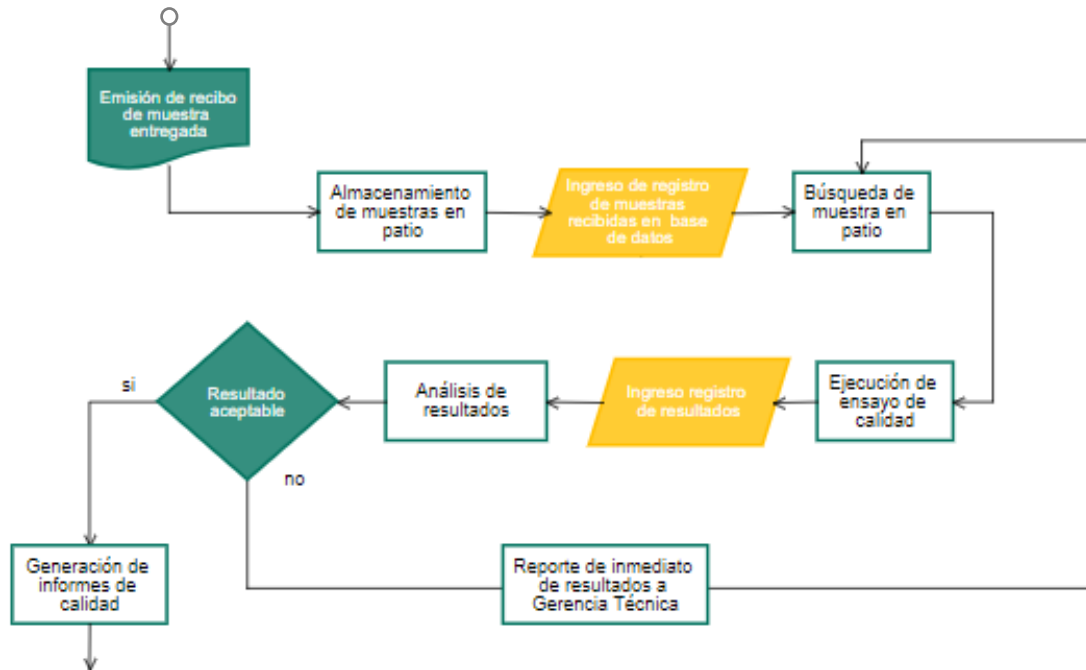 Emisión de recibo
de muestra
entregada
Almacenamiento
de muestras en
patio
Ingreso de registro
de muestras
recibidas en base
de datos
Búsqueda de
muestra en
patio
si
Resultado
aceptable
no
Análisis de
resultados
Ingreso registro
de resultados
Ejecución de
ensayo de
calidad
Generación de
informes de
calidad
Reporte de inmediato
de resultados a
Gerencia Técnica